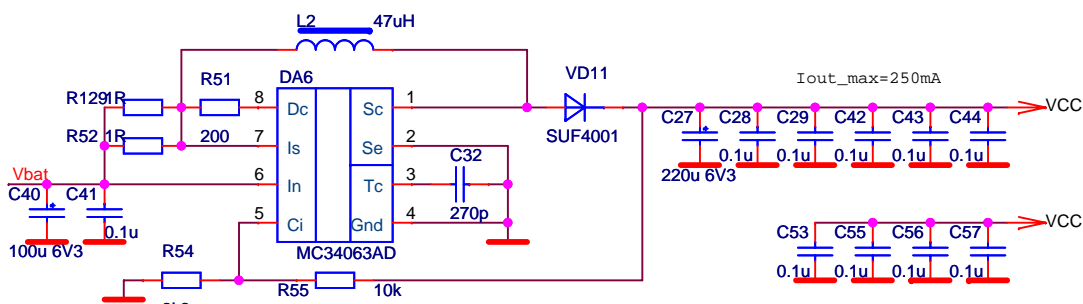 L2 47uH
VD11
SUF4001
Iout_max=250mA
R129 1R
R51
DA6
R52 1R
200
8 Dc Sc 1
7 Is Se 2
6 In Tc 3
5 Ci Gnd 4
MC34063AD
C32
270p
Vbat
C40
100u 6V3
C41
0.1u
R54
R55 10k
C27 C28 C29 C42 C43 C44 VCC
220u 6V3 0.1u 0.1u 0.1u 0.1u 0.1u
C53 C55 C56 C57 VCC
0.1u 0.1u 0.1u 0.1u